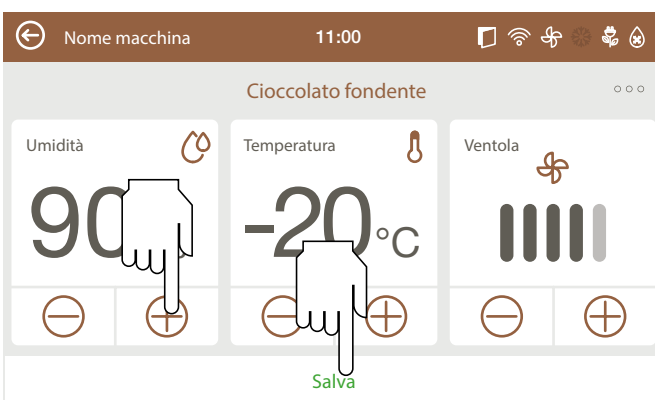 Nome macchina 11:00
Cioccolato fondente
Umidità
Temperatura
Ventola
90
-20°C
Salva